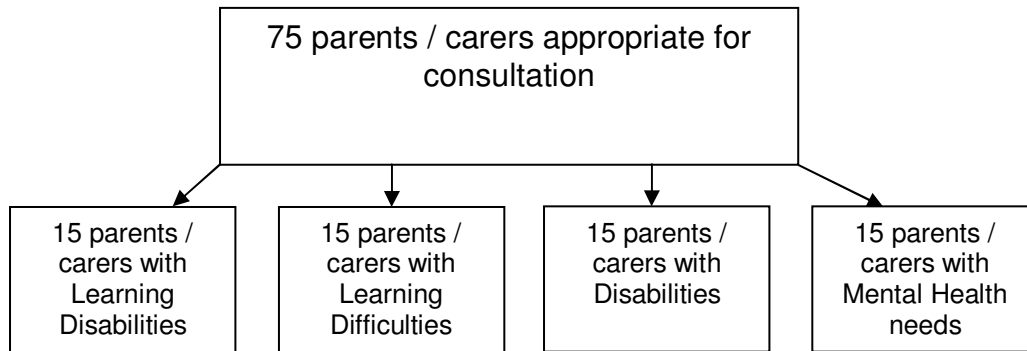 75 parents / carers appropriate for
consultation
15 parents /
carers with
Learning
Disabilities
15 parents /
carers with
Learning
Difficulties
15 parents /
carers with
Disabilities
15 parents /
carers with
Mental Health
needs